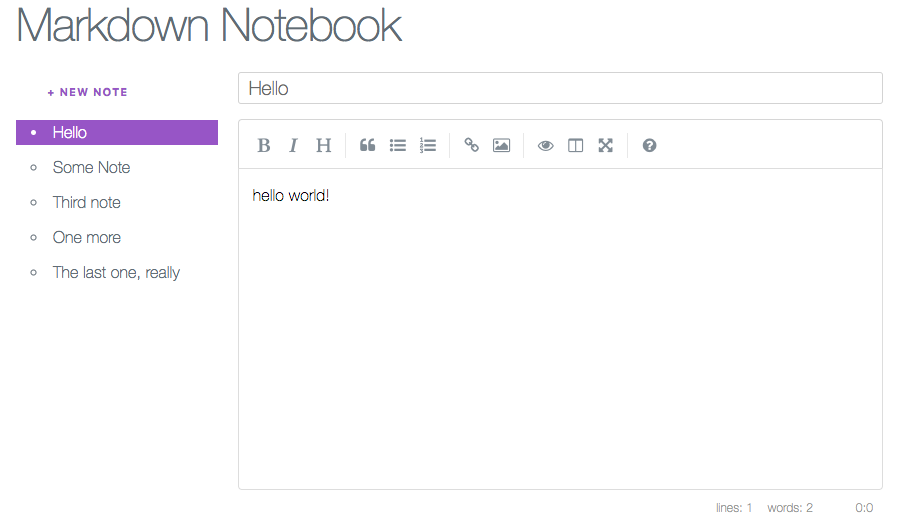 Markdown Notebook
+ NEW NOTE
Hello
Some Note
Third note
One more
The last one, really
Hello
B I H
hello world!
lines: 1 words: 2 0:0